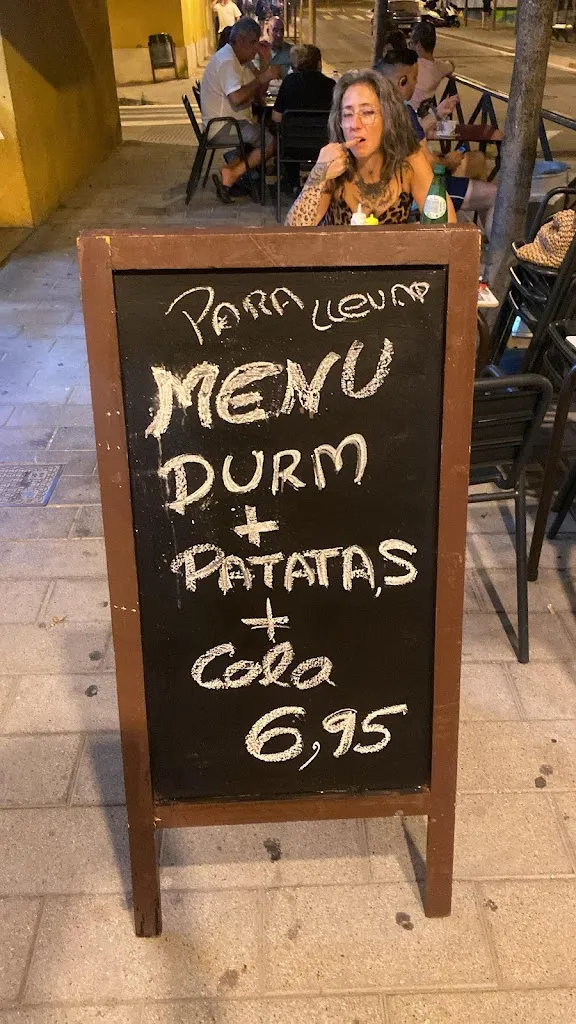 PARA LLEVAR
MENU
DURM
+
PATATAS
+
Cola
6,95